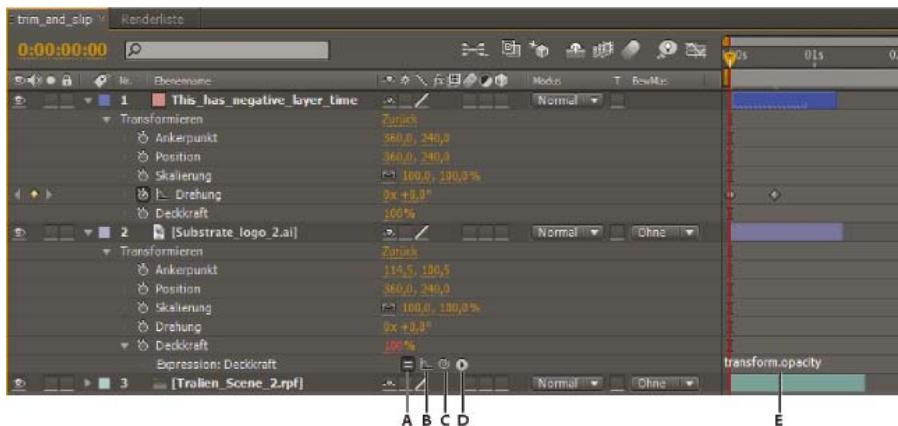 trim_and_slip Renderliste
0:00:00:00
0s 01s 0
Nr. Ebenenname Modus T BewMas
1 This_has_negative_layer_time Normal
Transformieren Zurück
Ankerpunkt 360,0, 240,0
Position 360,0, 240,0
Skalierung 100,0, 100,0%
Drehung 0x +0,0°
Deckkraft 100%
2 [Substrate_logo_2.ai] Normal Ohne
Transformieren Zurück
Ankerpunkt 114,5, 100,5
Position 360,0, 240,0
Skalierung 100,0, 100,0%
Drehung 0x +0,0°
Deckkraft 100%
Expression: Deckkraft transform.opacity
3 [Tralien_Scene_2.rpf] Normal Ohne
A B C D E